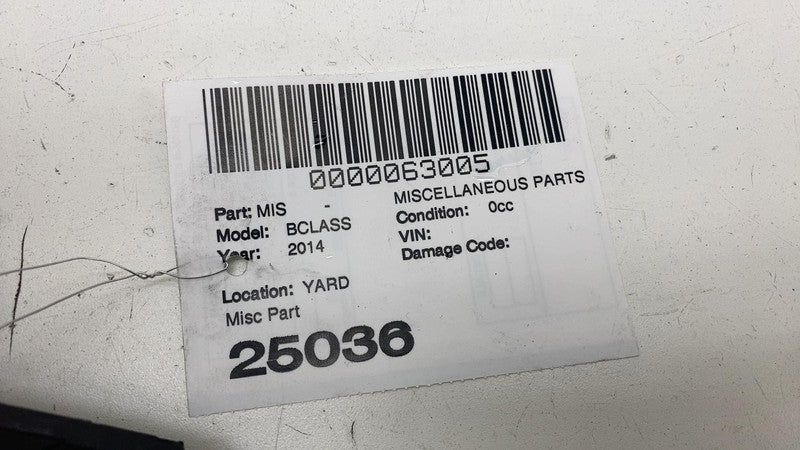 0000063005
Part: MIS - MISCELLANEOUS PARTS
Model: BCLASS Condition: 0cc
Year: 2014 VIN:
Damage Code:
Location: YARD
Misc Part
25036